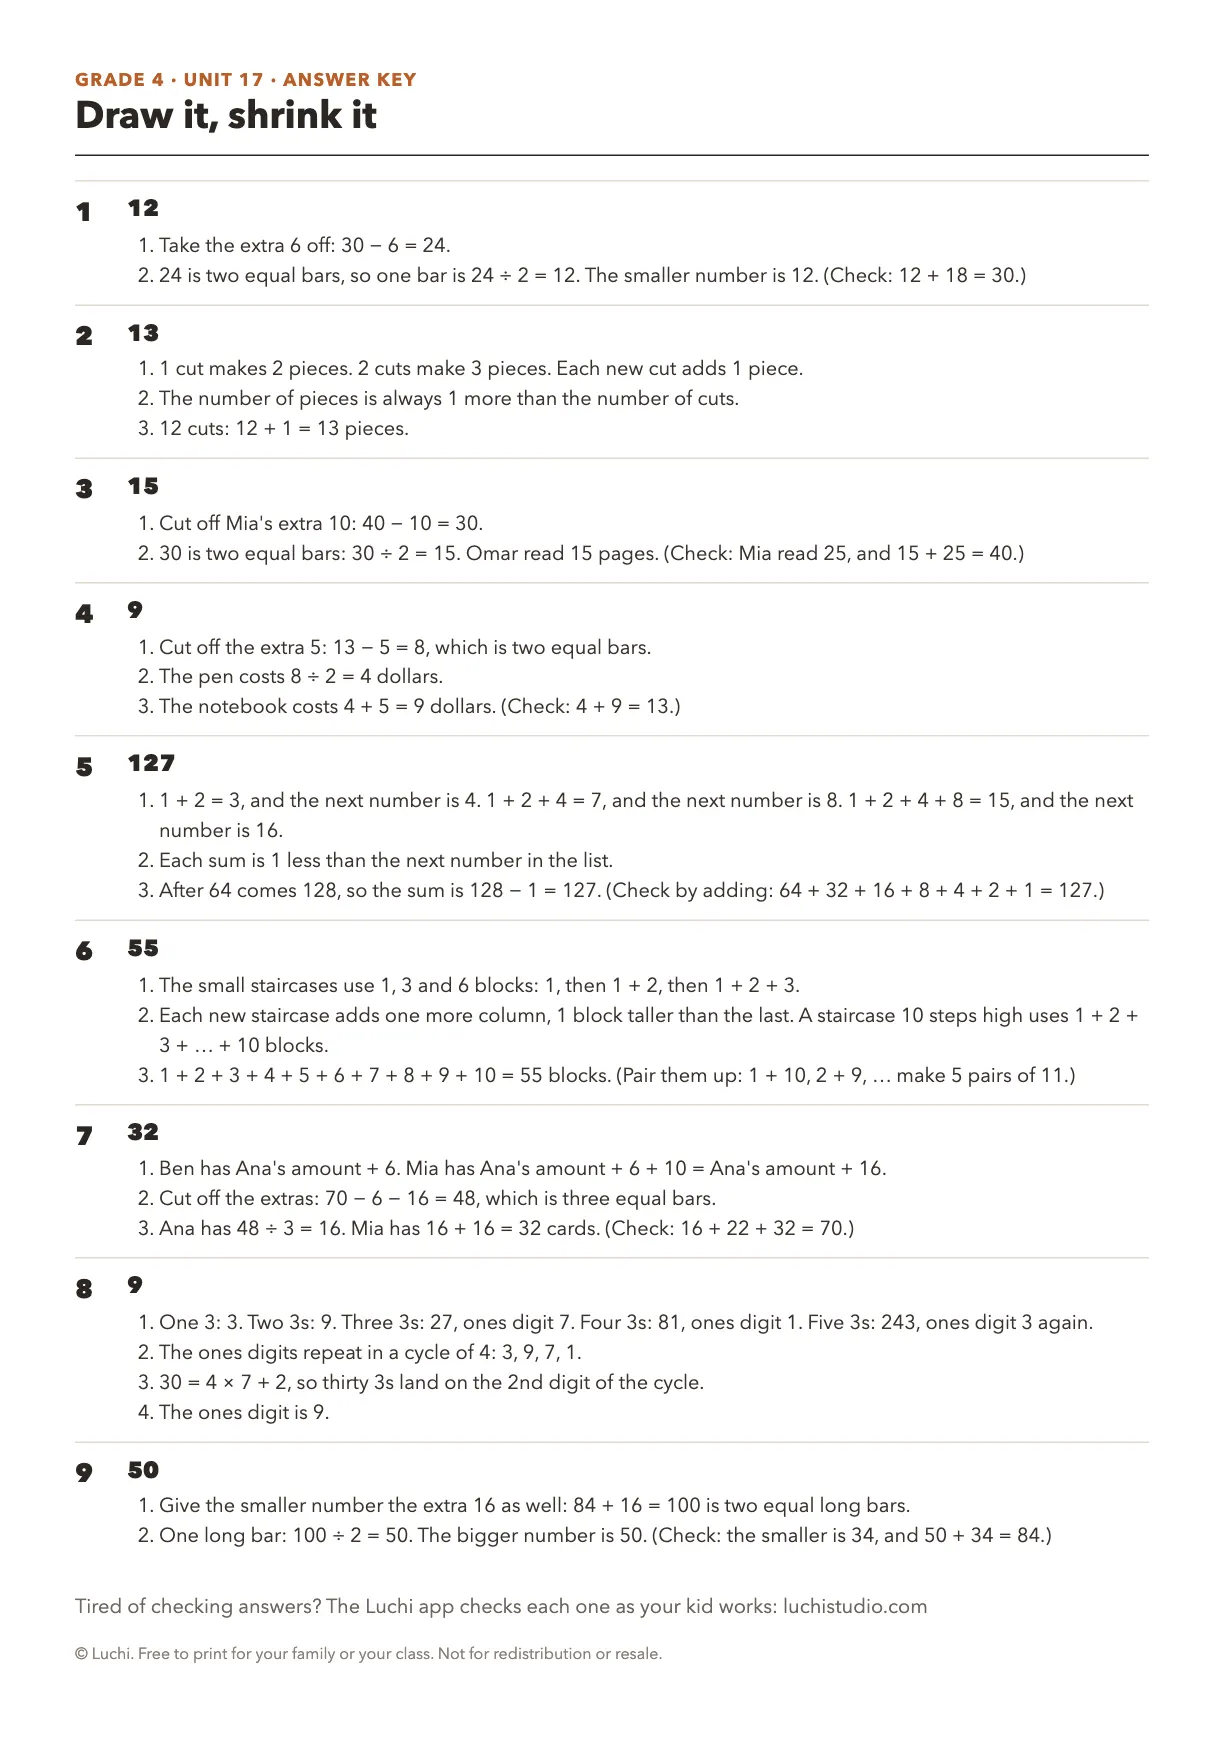 GRADE 4 · UNIT 17 · ANSWER KEY
Draw it, shrink it
1 12
1. Take the extra 6 off: 30 − 6 = 24.
2. 24 is two equal bars, so one bar is 24 ÷ 2 = 12. The smaller number is 12. (Check: 12 + 18 = 30.)
2 13
1. 1 cut makes 2 pieces. 2 cuts make 3 pieces. Each new cut adds 1 piece.
2. The number of pieces is always 1 more than the number of cuts.
3. 12 cuts: 12 + 1 = 13 pieces.
3 15
1. Cut off Mia's extra 10: 40 − 10 = 30.
2. 30 is two equal bars: 30 ÷ 2 = 15. Omar read 15 pages. (Check: Mia read 25, and 15 + 25 = 40.)
4 9
1. Cut off the extra 5: 13 − 5 = 8, which is two equal bars.
2. The pen costs 8 ÷ 2 = 4 dollars.
3. The notebook costs 4 + 5 = 9 dollars. (Check: 4 + 9 = 13.)
5 127
1. 1 + 2 = 3, and the next number is 4. 1 + 2 + 4 = 7, and the next number is 8. 1 + 2 + 4 + 8 = 15, and the next
number is 16.
2. Each sum is 1 less than the next number in the list.
3. After 64 comes 128, so the sum is 128 − 1 = 127. (Check by adding: 64 + 32 + 16 + 8 + 4 + 2 + 1 = 127.)
6 55
1. The small staircases use 1, 3 and 6 blocks: 1, then 1 + 2, then 1 + 2 + 3.
2. Each new staircase adds one more column, 1 block taller than the last. A staircase 10 steps high uses 1 + 2 +
3 + … + 10 blocks.
3. 1 + 2 + 3 + 4 + 5 + 6 + 7 + 8 + 9 + 10 = 55 blocks. (Pair them up: 1 + 10, 2 + 9, … make 5 pairs of 11.)
7 32
1. Ben has Ana's amount + 6. Mia has Ana's amount + 6 + 10 = Ana's amount + 16.
2. Cut off the extras: 70 − 6 − 16 = 48, which is three equal bars.
3. Ana has 48 ÷ 3 = 16. Mia has 16 + 16 = 32 cards. (Check: 16 + 22 + 32 = 70.)
8 9
1. One 3: 3. Two 3s: 9. Three 3s: 27, ones digit 7. Four 3s: 81, ones digit 1. Five 3s: 243, ones digit 3 again.
2. The ones digits repeat in a cycle of 4: 3, 9, 7, 1.
3. 30 = 4 × 7 + 2, so thirty 3s land on the 2nd digit of the cycle.
4. The ones digit is 9.
9 50
1. Give the smaller number the extra 16 as well: 84 + 16 = 100 is two equal long bars.
2. One long bar: 100 ÷ 2 = 50. The bigger number is 50. (Check: the smaller is 34, and 50 + 34 = 84.)
Tired of checking answers? The Luchi app checks each one as your kid works: luchistudio.com
© Luchi. Free to print for your family or your class. Not for redistribution or resale.